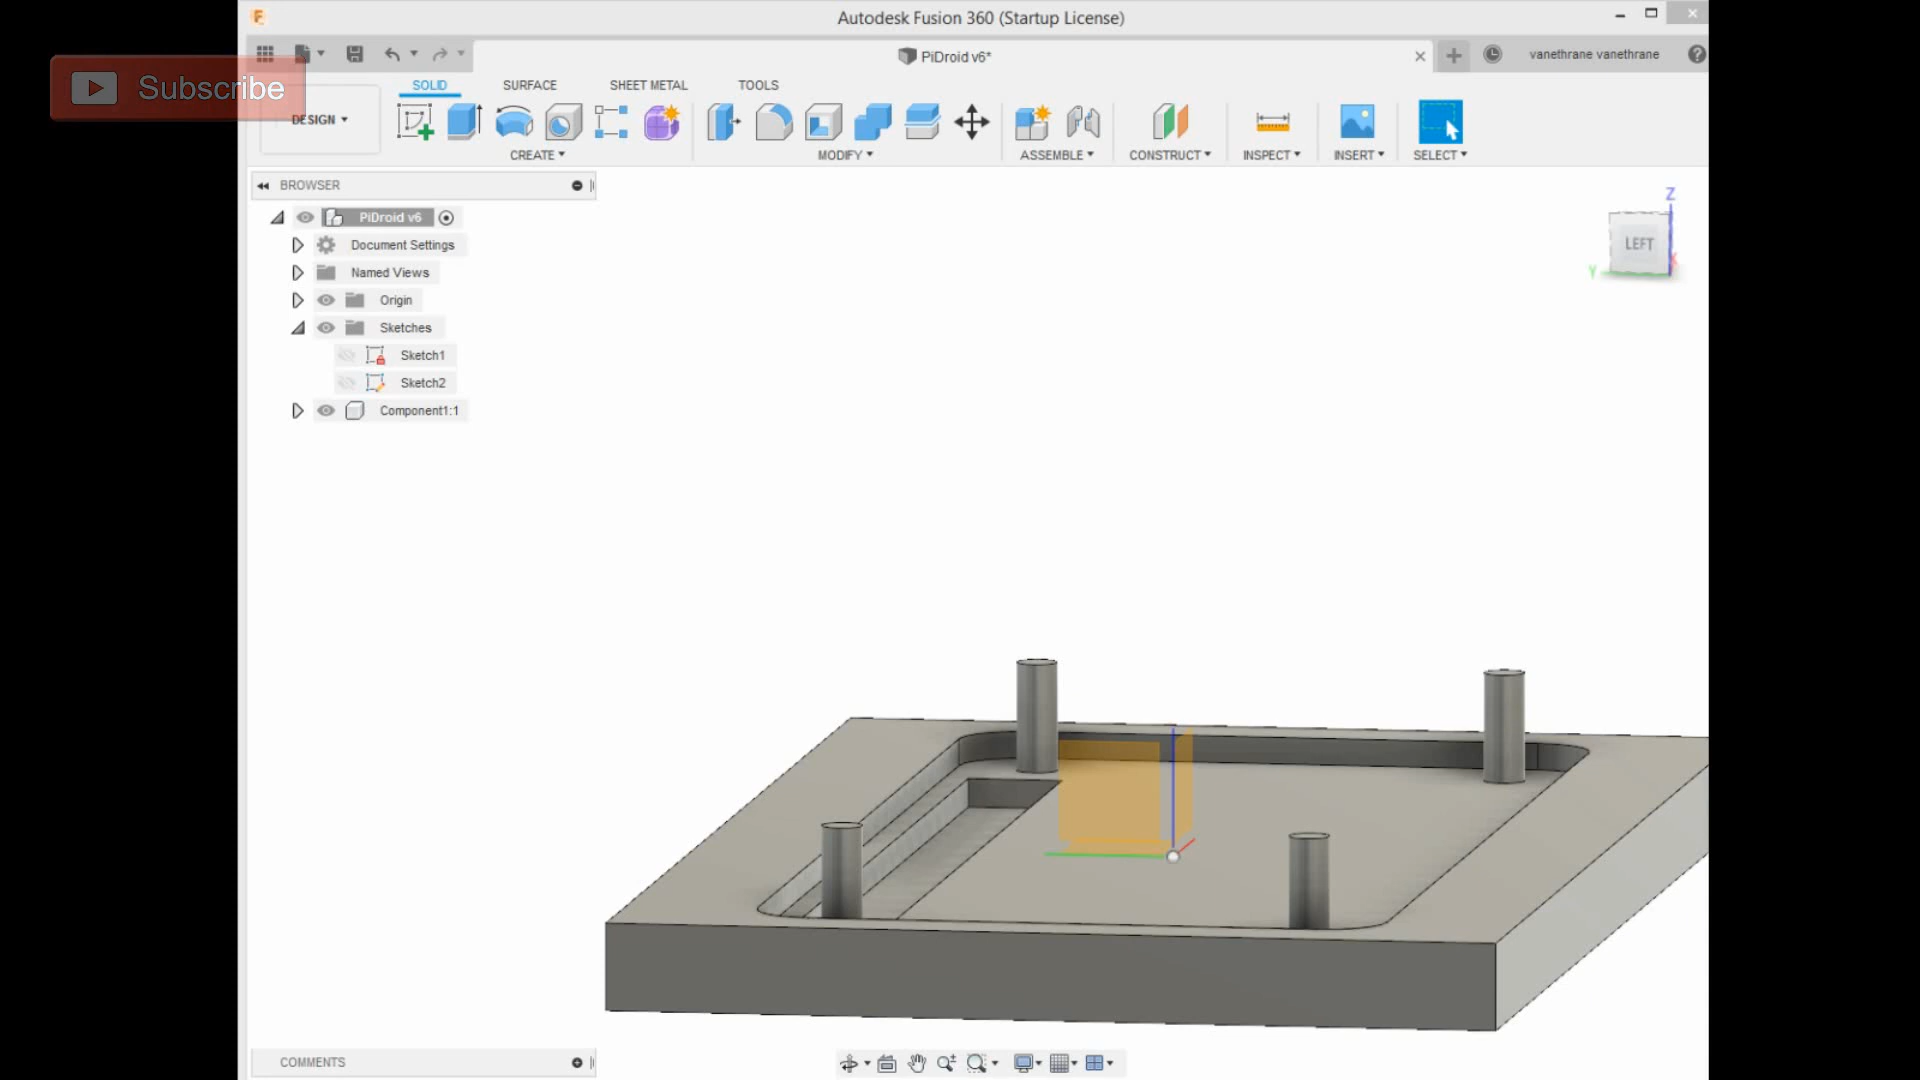 Autodesk Fusion 360 (Startup License)
PiDroid v6*
vanethrane vanethrane
Subscribe
SOLID SURFACE SHEET METAL TOOLS
DESIGN
CREATE MODIFY ASSEMBLE CONSTRUCT INSPECT INSERT SELECT
BROWSER
PiDroid v6
Document Settings
Named Views
Origin
Sketches
Sketch1
Sketch2
Component1:1
Z
LEFT
Y
X
COMMENTS